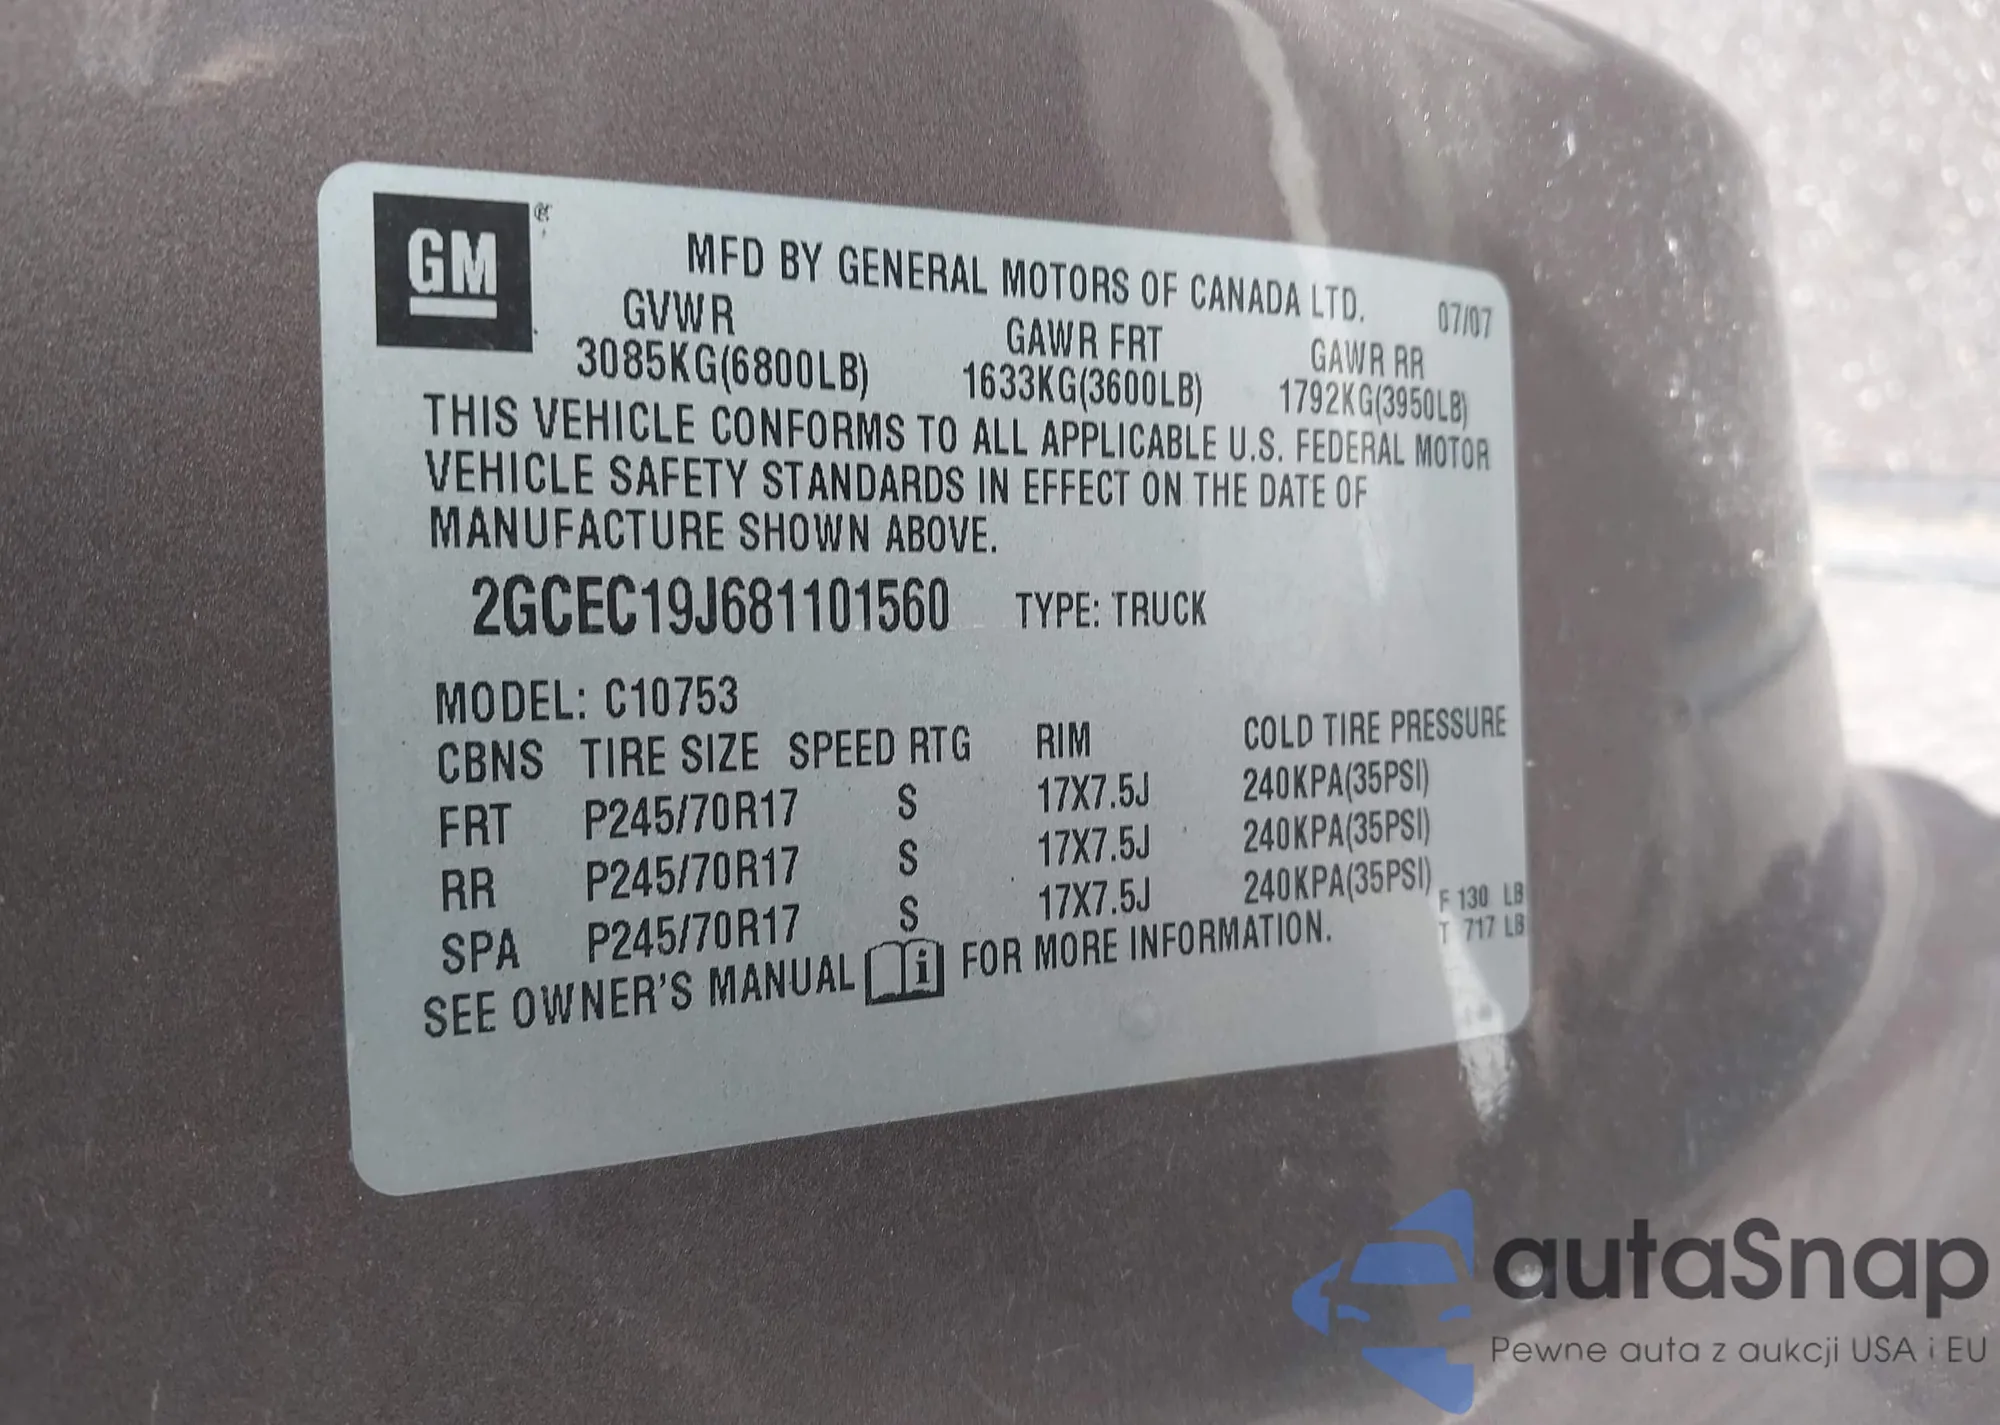 GM
MFD BY GENERAL MOTORS OF CANADA LTD. 07/07
GVWR GAWR FRT GAWR RR
3085KG(6800LB) 1633KG(3600LB) 1792KG(3950LB)
THIS VEHICLE CONFORMS TO ALL APPLICABLE U.S. FEDERAL MOTOR
VEHICLE SAFETY STANDARDS IN EFFECT ON THE DATE OF
MANUFACTURE SHOWN ABOVE.
2GCEC19J681101560 TYPE: TRUCK
MODEL: C10753
CBNS TIRE SIZE SPEED RTG RIM COLD TIRE PRESSURE
FRT P245/70R17 S 17X7.5J 240KPA(35PSI)
RR P245/70R17 S 17X7.5J 240KPA(35PSI)
SPA P245/70R17 S 17X7.5J 240KPA(35PSI)
F 130 LB
T 717 LB
SEE OWNER'S MANUAL i FOR MORE INFORMATION.
autaSnap
Pewne auta z aukcji USA i EU